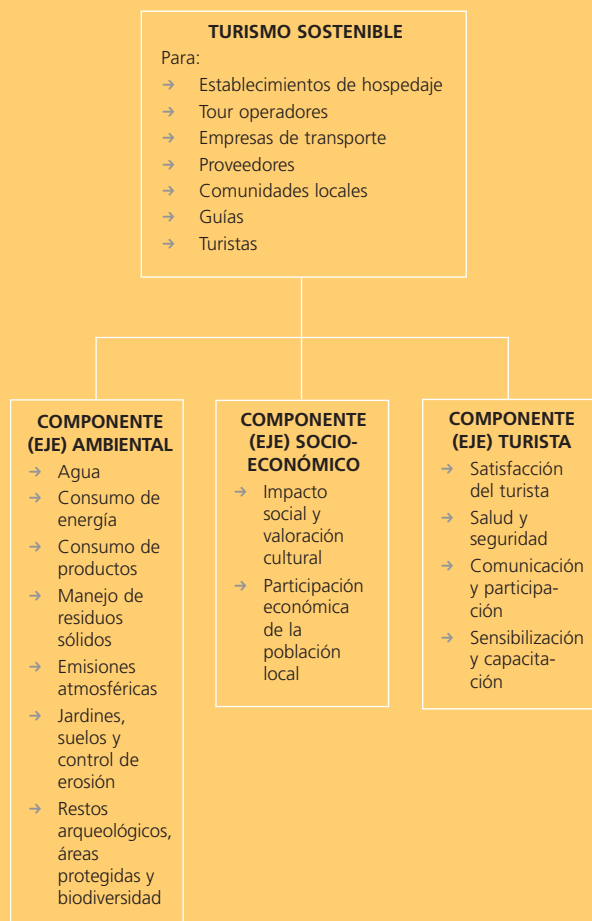 TURISMO SOSTENIBLE
Para:
→ Establecimientos de hospedaje
→ Tour operadores
→ Empresas de transporte
→ Proveedores
→ Comunidades locales
→ Guías
→ Turistas
COMPONENTE
(EJE) AMBIENTAL
→ Agua
→ Consumo de
energía
→ Consumo de
productos
→ Manejo de
residuos
sólidos
→ Emisiones
atmosféricas
→ Jardines,
suelos y
control de
erosión
→ Restos
arqueológicos,
áreas
protegidas y
biodiversidad
COMPONENTE
(EJE) SOCIO-
ECONÓMICO
→ Impacto
social y
valoración
cultural
→ Participación
económica
de la
población
local
COMPONENTE
(EJE) TURISTA
→ Satisfacción
del turista
→ Salud y
seguridad
→ Comunicación
y participa-
ción
→ Sensibilización
y capacita-
ción